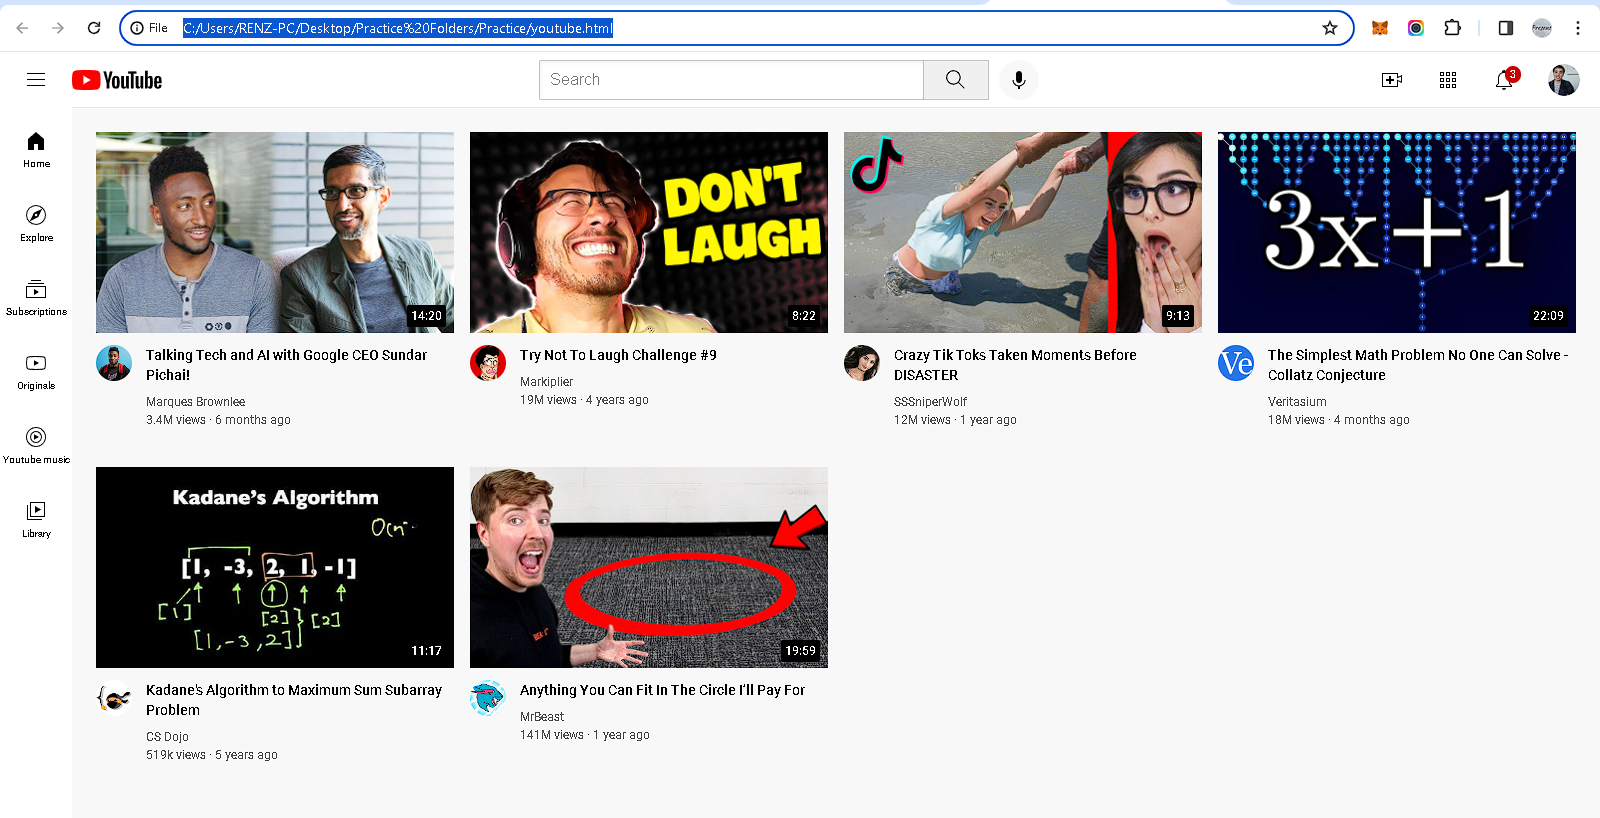 File C:/Users/RENZ-PC/Desktop/Practice%20Folders/Practice/youtube.html
YouTube
Search
3
Home
Explore
Subscriptions
Originals
Youtube music
Library
14:20
Talking Tech and AI with Google CEO Sundar
Pichai!
Marques Brownlee
3.4M views · 6 months ago
DON'T
LAUGH
8:22
Try Not To Laugh Challenge #9
Markiplier
19M views · 4 years ago
9:13
Crazy Tik Toks Taken Moments Before
DISASTER
SSSniperWolf
12M views · 1 year ago
3x+1
22:09
Ve
The Simplest Math Problem No One Can Solve -
Collatz Conjecture
Veritasium
18M views · 4 months ago
Kadane's Algorithm
[1, -3, 2, 1, -1]
[1] [2] [2]
[1, -3, 2]
11:17
Kadane's Algorithm to Maximum Sum Subarray
Problem
CS Dojo
519k views · 5 years ago
19:59
Anything You Can Fit In The Circle I'll Pay For
MrBeast
141M views · 1 year ago